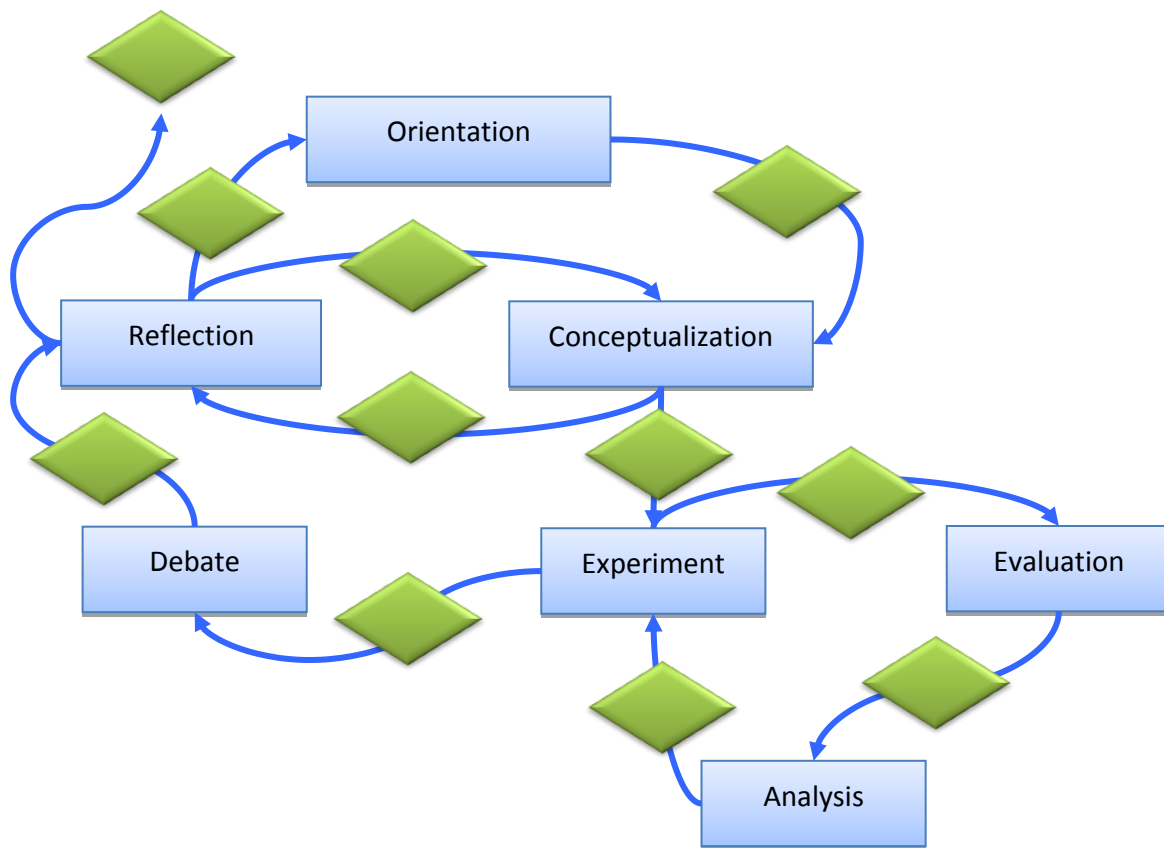 Orientation
Reflection
Conceptualization
Debate
Experiment
Evaluation
Analysis